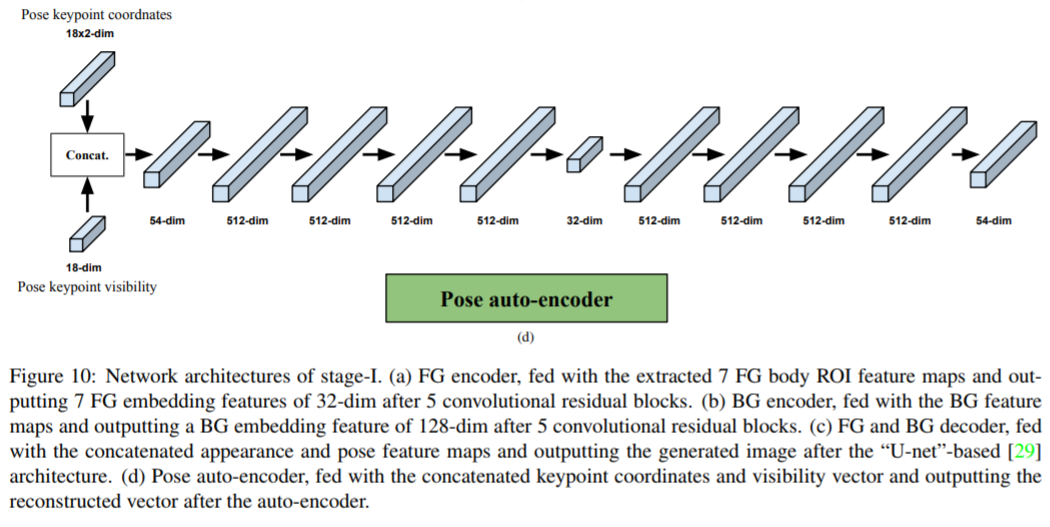 Pose keypoint coordnates
18x2-dim
Concat.
54-dim 512-dim 512-dim 512-dim 512-dim 32-dim 512-dim 512-dim 512-dim 512-dim 54-dim
18-dim
Pose keypoint visibility
Pose auto-encoder
(d)
Figure 10: Network architectures of stage-I. (a) FG encoder, fed with the extracted 7 FG body ROI feature maps and out-
putting 7 FG embedding features of 32-dim after 5 convolutional residual blocks. (b) BG encoder, fed with the BG feature
maps and outputting a BG embedding feature of 128-dim after 5 convolutional residual blocks. (c) FG and BG decoder, fed
with the concatenated appearance and pose feature maps and outputting the generated image after the “U-net”-based [29]
architecture. (d) Pose auto-encoder, fed with the concatenated keypoint coordinates and visibility vector and outputting the
reconstructed vector after the auto-encoder.